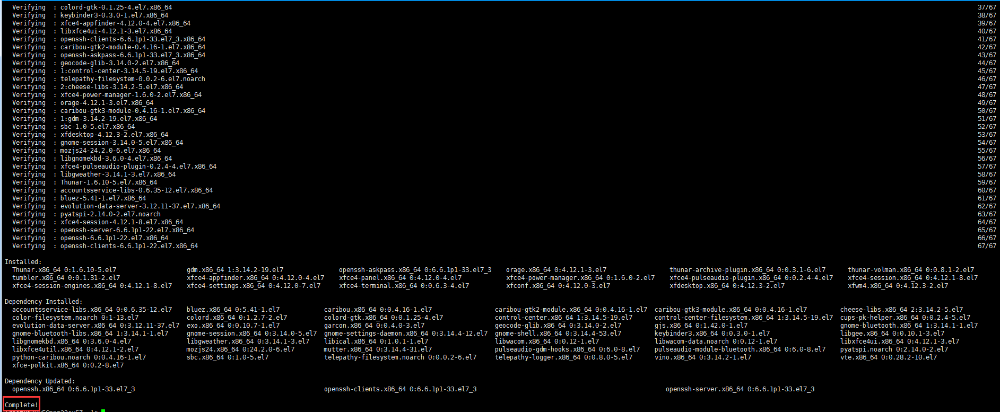 Verifying  : colord-gtk-0.1.25-4.el7.x86_64 37/67
Verifying  : keybinder3-0.3.0-1.el7.x86_64 38/67
Verifying  : xfce4-appfinder-4.12.0-4.el7.x86_64 39/67
Verifying  : libxfce4ui-4.12.1-3.el7.x86_64 40/67
Verifying  : openssh-clients-6.6.1p1-33.el7_3.x86_64 41/67
Verifying  : caribou-gtk2-module-0.4.16-1.el7.x86_64 42/67
Verifying  : openssh-askpass-6.6.1p1-33.el7_3.x86_64 43/67
Verifying  : geocode-glib-3.14.0-2.el7.x86_64 44/67
Verifying  : 1:control-center-3.14.5-19.el7.x86_64 45/67
Verifying  : telepathy-filesystem-0.0.2-6.el7.noarch 46/67
Verifying  : 2:cheese-libs-3.14.2-5.el7.x86_64 47/67
Verifying  : xfce4-power-manager-1.6.0-2.el7.x86_64 48/67
Verifying  : orage-4.12.1-3.el7.x86_64 49/67
Verifying  : caribou-gtk3-module-0.4.16-1.el7.x86_64 50/67
Verifying  : 1:gdm-3.14.2-19.el7.x86_64 51/67
Verifying  : sbc-1.0-5.el7.x86_64 52/67
Verifying  : xfdesktop-4.12.3-2.el7.x86_64 53/67
Verifying  : gnome-session-3.14.0-5.el7.x86_64 54/67
Verifying  : mozjs24-24.2.0-6.el7.x86_64 55/67
Verifying  : libgnomekbd-3.6.0-4.el7.x86_64 56/67
Verifying  : xfce4-pulseaudio-plugin-0.2.4-4.el7.x86_64 57/67
Verifying  : libgweather-3.14.1-3.el7.x86_64 58/67
Verifying  : Thunar-1.6.10-5.el7.x86_64 59/67
Verifying  : accountsservice-libs-0.6.35-12.el7.x86_64 60/67
Verifying  : bluez-5.41-1.el7.x86_64 61/67
Verifying  : evolution-data-server-3.12.11-37.el7.x86_64 62/67
Verifying  : pyatspi-2.14.0-2.el7.noarch 63/67
Verifying  : xfce4-session-4.12.1-8.el7.x86_64 64/67
Verifying  : openssh-server-6.6.1p1-22.el7.x86_64 65/67
Verifying  : openssh-6.6.1p1-22.el7.x86_64 66/67
Verifying  : openssh-clients-6.6.1p1-22.el7.x86_64 67/67
Installed:
Thunar.x86_64 0:1.6.10-5.el7 gdm.x86_64 1:3.14.2-19.el7 openssh-askpass.x86_64 0:6.6.1p1-33.el7_3 orage.x86_64 0:4.12.1-3.el7 thunar-archive-plugin.x86_64 0:0.3.1-6.el7 thunar-volman.x86_64 0:0.8.1-2.el7
tumbler.x86_64 0:0.1.31-2.el7 xfce4-appfinder.x86_64 0:4.12.0-4.el7 xfce4-panel.x86_64 0:4.12.0-4.el7 xfce4-power-manager.x86_64 0:1.6.0-2.el7 xfce4-pulseaudio-plugin.x86_64 0:0.2.4-4.el7 xfce4-session.x86_64 0:4.12.1-8.el7
xfce4-session-engines.x86_64 0:4.12.1-8.el7 xfce4-settings.x86_64 0:4.12.0-7.el7 xfce4-terminal.x86_64 0:0.6.3-4.el7 xfconf.x86_64 0:4.12.0-3.el7 xfdesktop.x86_64 0:4.12.3-2.el7 xfwm4.x86_64 0:4.12.3-2.el7
Dependency Installed:
accountsservice-libs.x86_64 0:0.6.35-12.el7 bluez.x86_64 0:5.41-1.el7 caribou.x86_64 0:0.4.16-1.el7 caribou-gtk2-module.x86_64 0:0.4.16-1.el7 caribou-gtk3-module.x86_64 0:0.4.16-1.el7 cheese-libs.x86_64 2:3.14.2-5.el7
color-filesystem.noarch 0:1-13.el7 colord.x86_64 0:1.2.7-2.el7 colord-gtk.x86_64 0:0.1.25-4.el7 control-center.x86_64 1:3.14.5-19.el7 control-center-filesystem.x86_64 1:3.14.5-19.el7 cups-pk-helper.x86_64 0:0.2.4-5.el7
evolution-data-server.x86_64 0:3.12.11-37.el7 exo.x86_64 0:0.10.7-1.el7 garcon.x86_64 0:0.4.0-3.el7 geocode-glib.x86_64 0:3.14.0-2.el7 gjs.x86_64 0:1.42.0-1.el7 gnome-bluetooth.x86_64 1:3.14.1-1.el7
gnome-bluetooth-libs.x86_64 1:3.14.1-1.el7 gnome-session.x86_64 0:3.14.0-5.el7 gnome-settings-daemon.x86_64 0:3.14.4-12.el7 gnome-shell.x86_64 0:3.14.4-53.el7 keybinder3.x86_64 0:0.3.0-1.el7 libgee.x86_64 0:0.10.1-3.el7
libgnomekbd.x86_64 0:3.6.0-4.el7 libgweather.x86_64 0:3.14.1-3.el7 libical.x86_64 0:1.0.1-1.el7 libwacom.x86_64 0:0.12-1.el7 libwacom-data.noarch 0:0.12-1.el7 libxfce4ui.x86_64 0:4.12.1-3.el7
libxfce4util.x86_64 0:4.12.1-2.el7 mozjs24.x86_64 0:24.2.0-6.el7 mutter.x86_64 0:3.14.4-31.el7 pulseaudio-gdm-hooks.x86_64 0:6.0-8.el7 pulseaudio-module-bluetooth.x86_64 0:6.0-8.el7 pyatspi.noarch 0:2.14.0-2.el7
python-caribou.noarch 0:0.4.16-1.el7 sbc.x86_64 0:1.0-5.el7 telepathy-filesystem.noarch 0:0.0.2-6.el7 telepathy-logger.x86_64 0:0.8.0-5.el7 vino.x86_64 0:3.14.2-1.el7 vte.x86_64 0:0.28.2-10.el7
xfce-polkit.x86_64 0:0.2-8.el7
Dependency Updated:
openssh.x86_64 0:6.6.1p1-33.el7_3 openssh-clients.x86_64 0:6.6.1p1-33.el7_3 openssh-server.x86_64 0:6.6.1p1-33.el7_3
Complete!